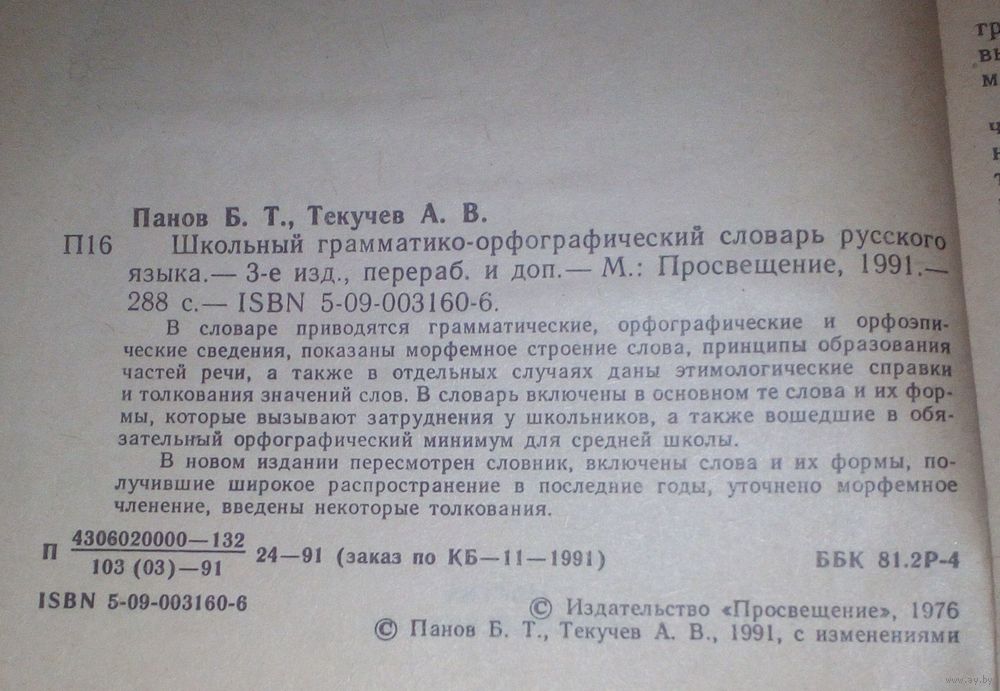 Панов Б. Т., Текучев А. В.
П16 Школьный грамматико-орфографический словарь русского
языка.— 3-е изд., перераб. и доп.— М.: Просвещение, 1991.—
288 с.— ISBN 5-09-003160-6.
В словаре приводятся грамматические, орфографические и орфоэпи-
ческие сведения, показаны морфемное строение слова, принципы образования
частей речи, а также в отдельных случаях даны этимологические справки
и толкования значений слов. В словарь включены в основном те слова и их фор-
мы, которые вызывают затруднения у школьников, а также вошедшие в обя-
зательный орфографический минимум для средней школы.
В новом издании пересмотрен словник, включены слова и их формы, по-
лучившие широкое распространение в последние годы, уточнено морфемное
членение, введены некоторые толкования.
П 4306020000—132
103 (03)—91 24—91 (заказ по КБ—11—1991) ББК 81.2Р-4
ISBN 5-09-003160-6
© Издательство «Просвещение», 1976
© Панов Б. Т., Текучев А. В., 1991, с изменениями
гр
вы
м
www.ay.by